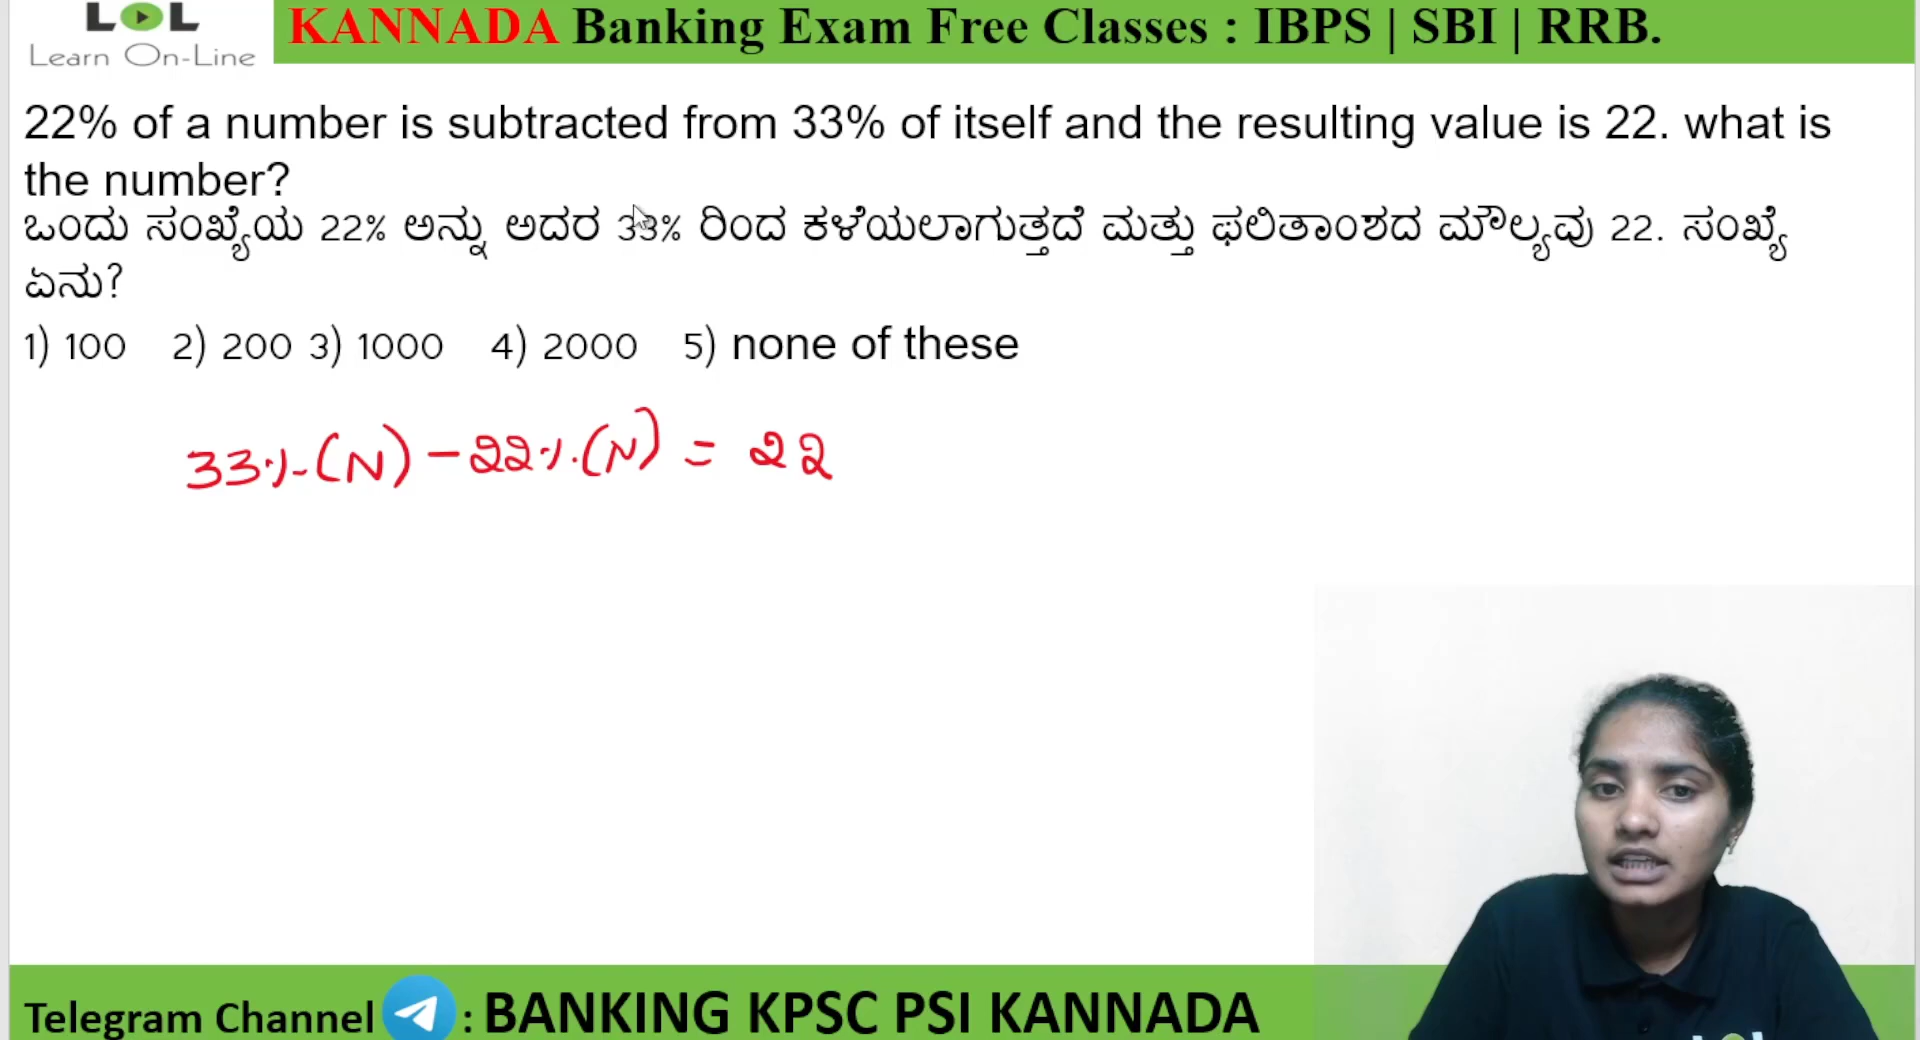 LOL
Learn On-Line
KANNADA Banking Exam Free Classes : IBPS | SBI | RRB.
22% of a number is subtracted from 33% of itself and the resulting value is 22. what is
the number?
ಒಂದು ಸಂಖ್ಯೆಯ 22% ಅನ್ನು ಅದರ 33% ರಿಂದ ಕಳೆಯಲಾಗುತ್ತದೆ ಮತ್ತು ಫಲಿತಾಂಶದ ಮೌಲ್ಯವು 22. ಸಂಖ್ಯೆ
ಏನು?
1) 100 2) 200 3) 1000 4) 2000 5) none of these
33%(N) - 22%(N) = 22
Telegram Channel : BANKING KPSC PSI KANNADA